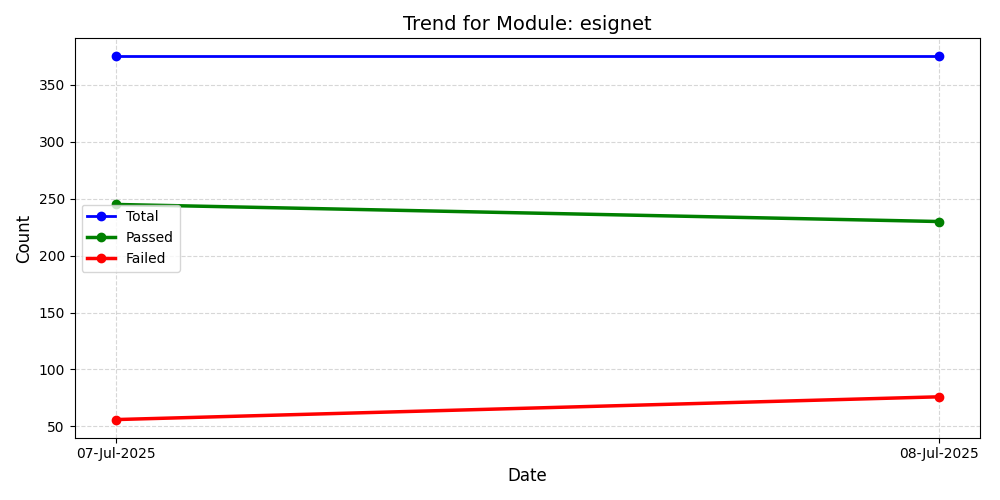 Trend for Module: esignet
Count
350
300
250
200
150
100
50
Total
Passed
Failed
07-Jul-2025
08-Jul-2025
Date